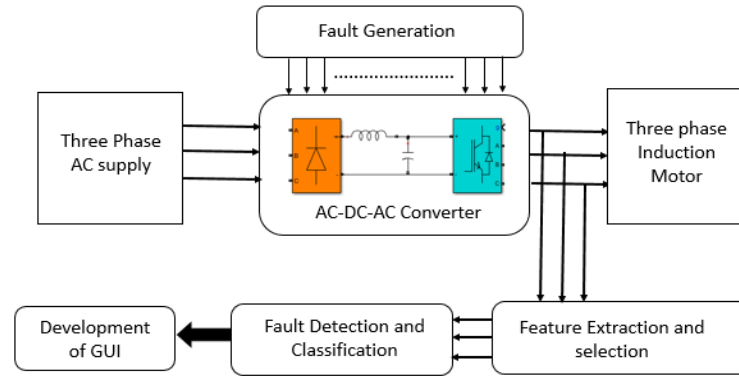 Fault Generation
Three Phase
AC supply
A
B
C
+
-
+
-
A
B
C
AC-DC-AC Converter
Three phase
Induction
Motor
Development
of GUI
Fault Detection and
Classification
Feature Extraction and
selection